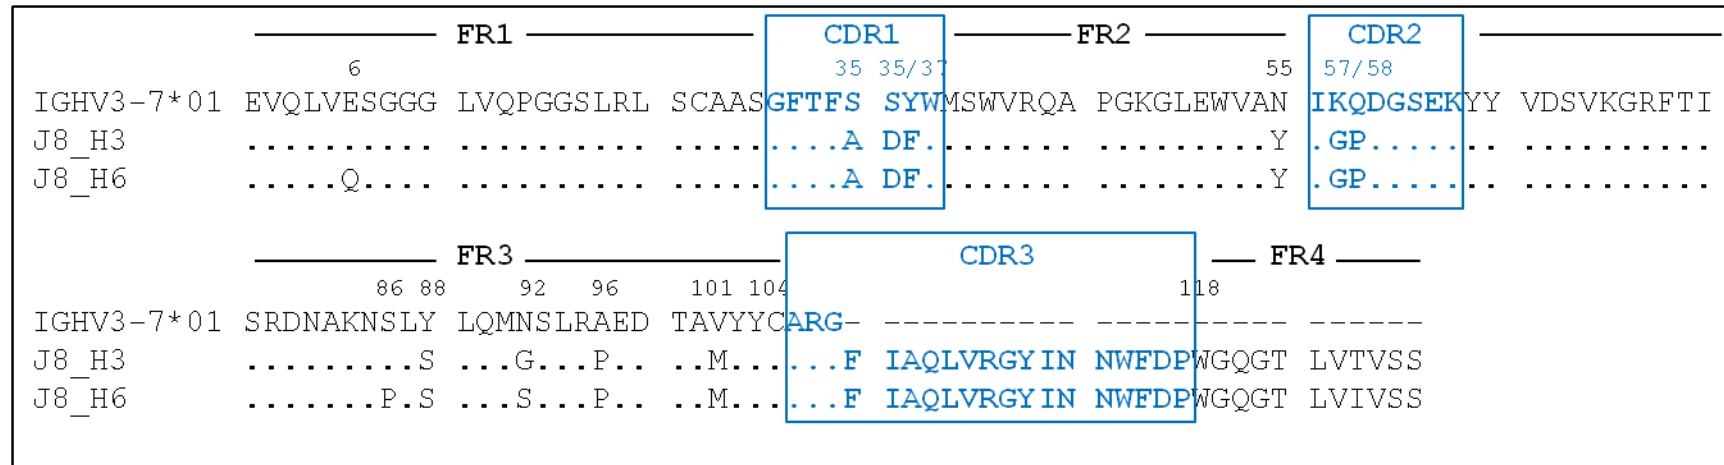 FR1 CDR1 FR2 CDR2
6 35 35/37 55 57/58
IGHV3-7*01 EVQLVESGGG LVQPGGSLRL SCAASGFTFS SYWMSWVRQA PGKGLEWVAN IKQDGSEKYY VDSVKGRFTI
J8_H3 .......... .......... .........A DF........ .........Y .GP....... ..........
J8_H6 .....Q.... .......... .........A DF........ .........Y .GP....... ..........
FR3 CDR3 FR4
86 88 92 96 101 104 118
IGHV3-7*01 SRDNAKNSLY LQMNSLRAED TAVYYCARG- ---------- ---------- ------
J8_H3 .........S ...G...P.. ..M......F IAQLVRGYIN NWFDPWGQGT LVTVSS
J8_H6 .......P.S ...S...P.. ..M......F IAQLVRGYIN NWFDPWGQGT LVIVSS